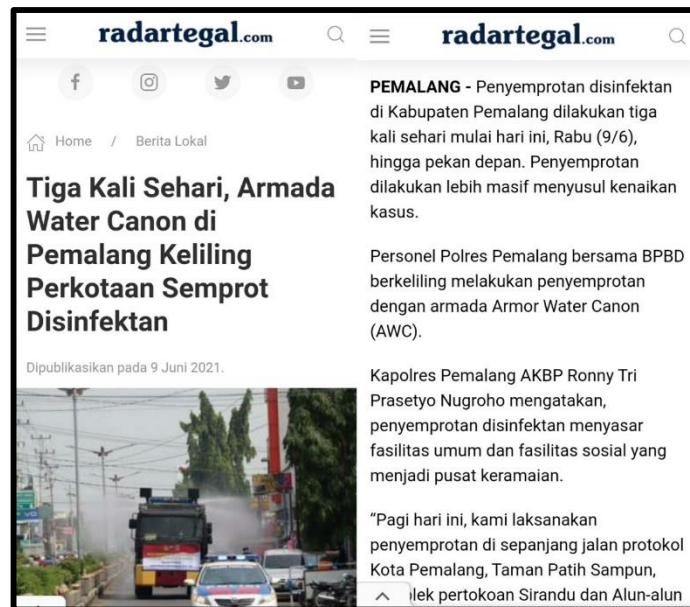 radartegal.com
Home / Berita Lokal
Tiga Kali Sehari, Armada
Water Canon di
Pemalang Keliling
Perkotaan Semprot
Disinfektan
Dipublikasikan pada 9 Juni 2021.
radartegal.com
PEMALANG - Penyemprotan disinfektan
di Kabupaten Pemalang dilakukan tiga
kali sehari mulai hari ini, Rabu (9/6),
hingga pekan depan. Penyemprotan
dilakukan lebih masif menyusul kenaikan
kasus.
Personel Polres Pemalang bersama BPBD
berkeliling melakukan penyemprotan
dengan armada Armor Water Canon
(AWC).
Kapolres Pemalang AKBP Ronny Tri
Prasetyo Nugroho mengatakan,
penyemprotan disinfektan menyasar
fasilitas umum dan fasilitas sosial yang
menjadi pusat keramaian.
“Pagi hari ini, kami laksanakan
penyemprotan di sepanjang jalan protokol
Kota Pemalang, Taman Patih Sampun,
lek pertokoan Sirandu dan Alun-alun